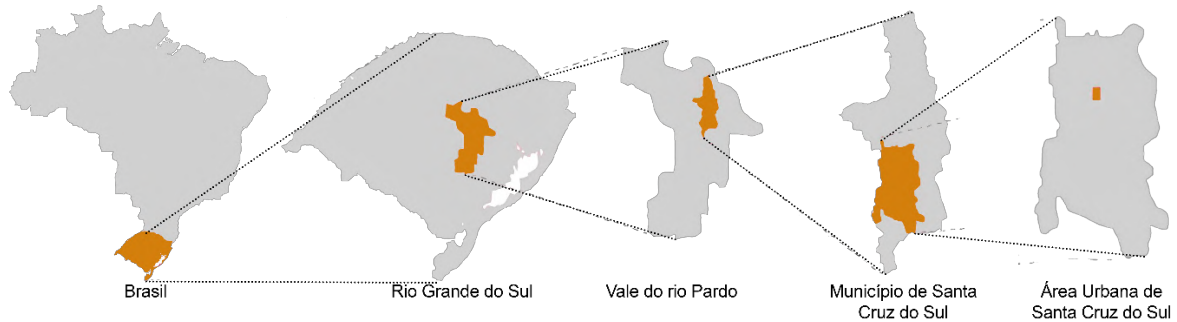 Brasil
Rio Grande do Sul
Vale do rio Pardo
Município de Santa
Cruz do Sul
Área Urbana de
Santa Cruz do Sul